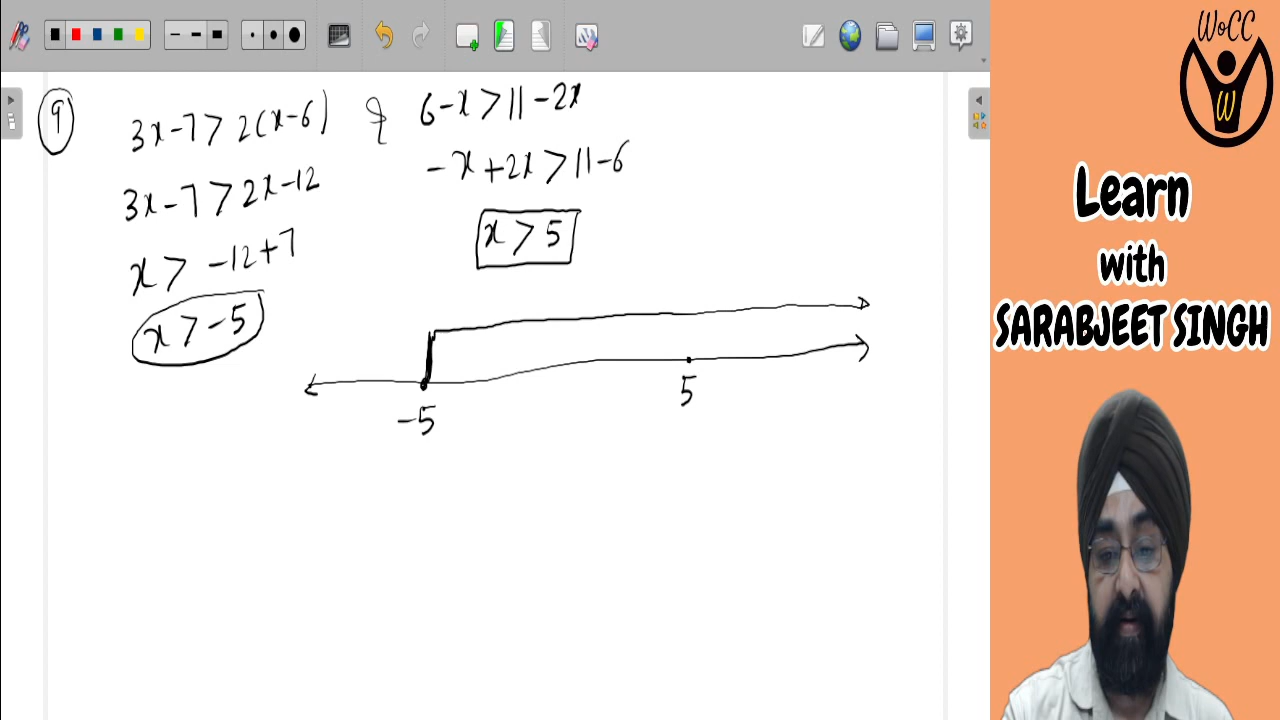 WoCC
W
Learn
with
SARABJEET SINGH
9
3x-7 > 2(x-6) & 6-x > 11-2x
3x-7 > 2x-12
-x+2x > 11-6
x > -12+7
x > 5
x > -5
-5
5